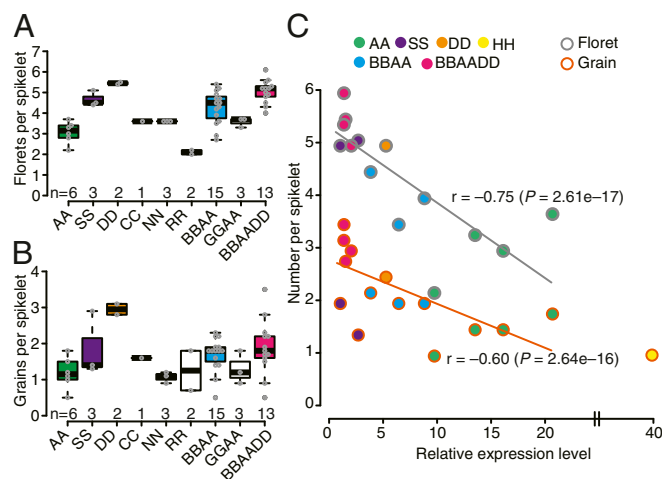 A
Florets per spikelet
7
6
5
4
3
2
1
0
n=6 3 2 1 3 2 15 3 13
AA SS DD CC NN RR BBAA GGAA BBAADD
B
Grains per spikelet
4
3
2
1
0
n=6 3 2 1 3 2 15 3 13
AA SS DD CC NN RR BBAA GGAA BBAADD
C
AA SS DD HH Floret
BBAA BBAADD Grain
Number per spikelet
6
5
4
3
2
1
0
r = −0.75 (P = 2.61e−17)
r = −0.60 (P = 2.64e−16)
0 5 10 15 20 40
Relative expression level